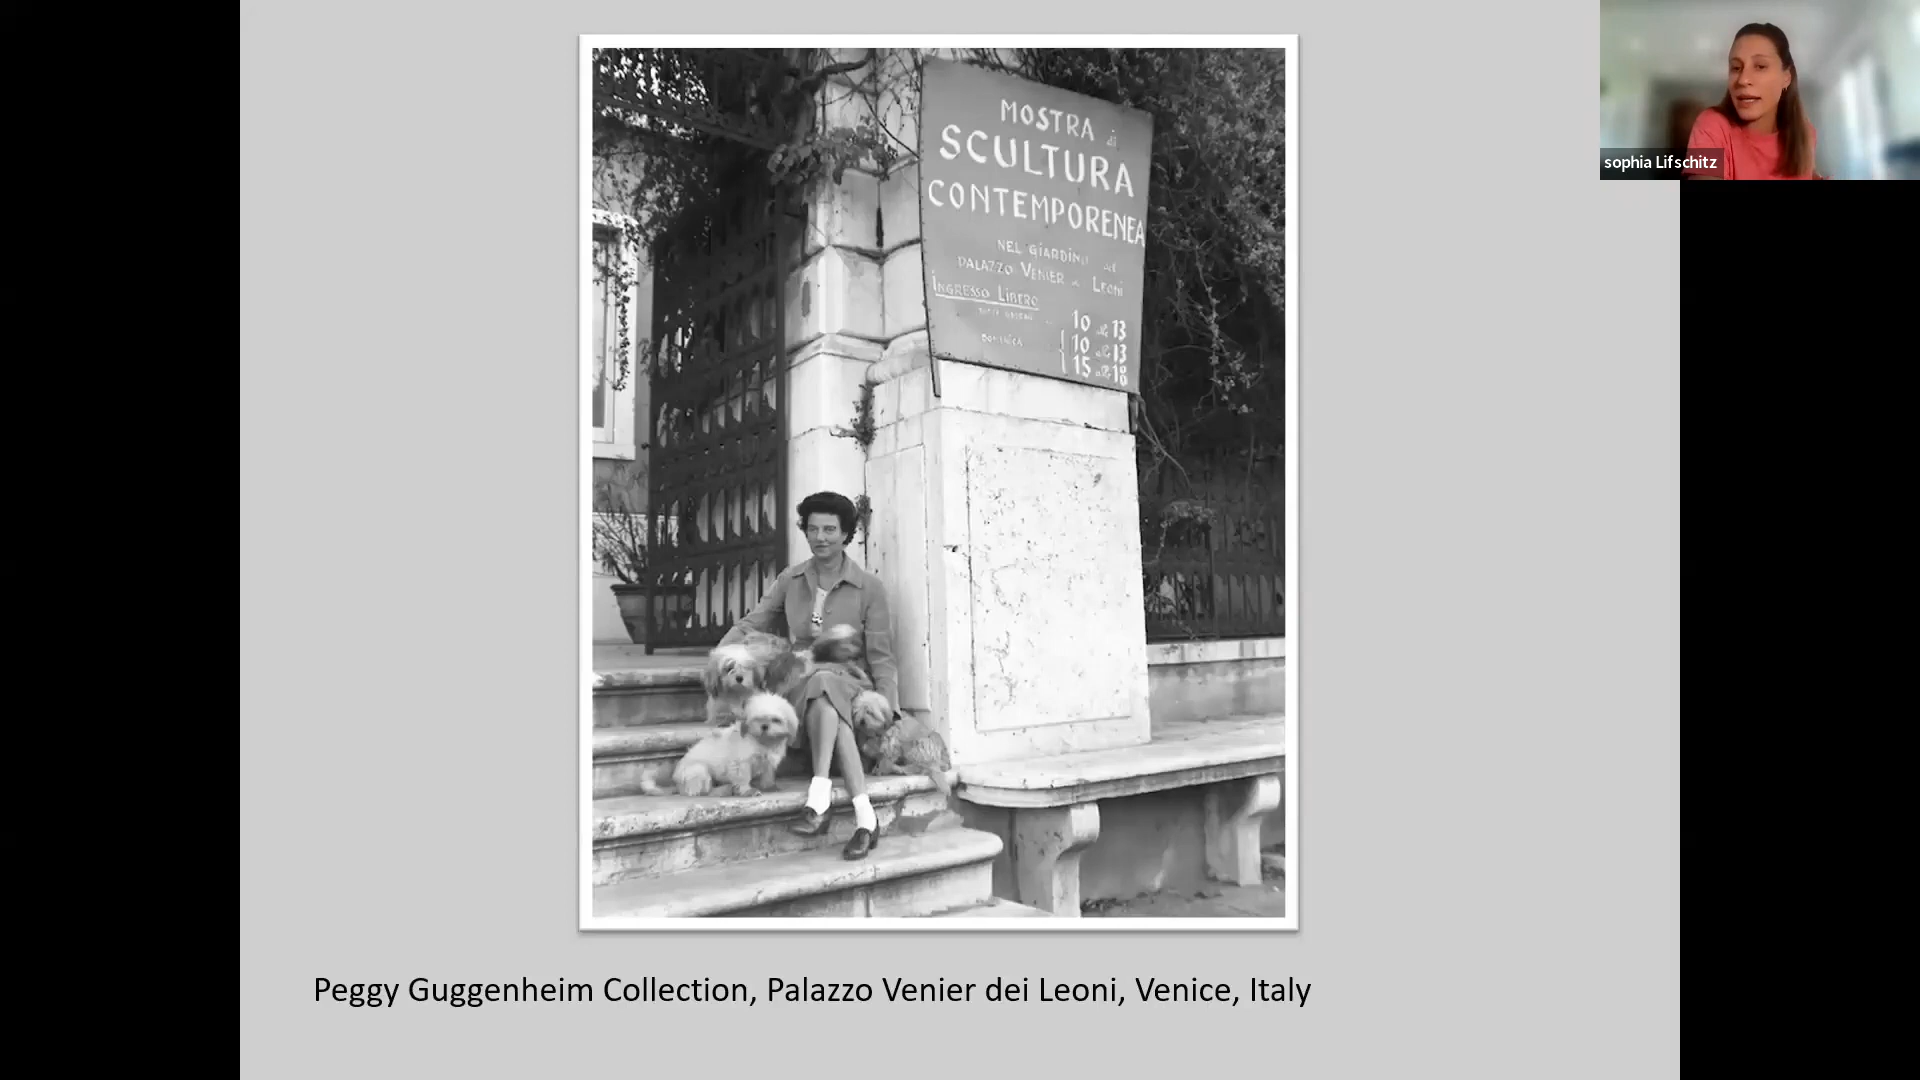 MOSTRA di
SCULTURA
CONTEMPORENEA
NEL GIARDINO del
PALAZZO VENIER dei LEONI
INGRESSO LIBERO
10 alle 13
DOMENICA 10 alle 13
15 alle 18
Peggy Guggenheim Collection, Palazzo Venier dei Leoni, Venice, Italy
sophia Lifschitz